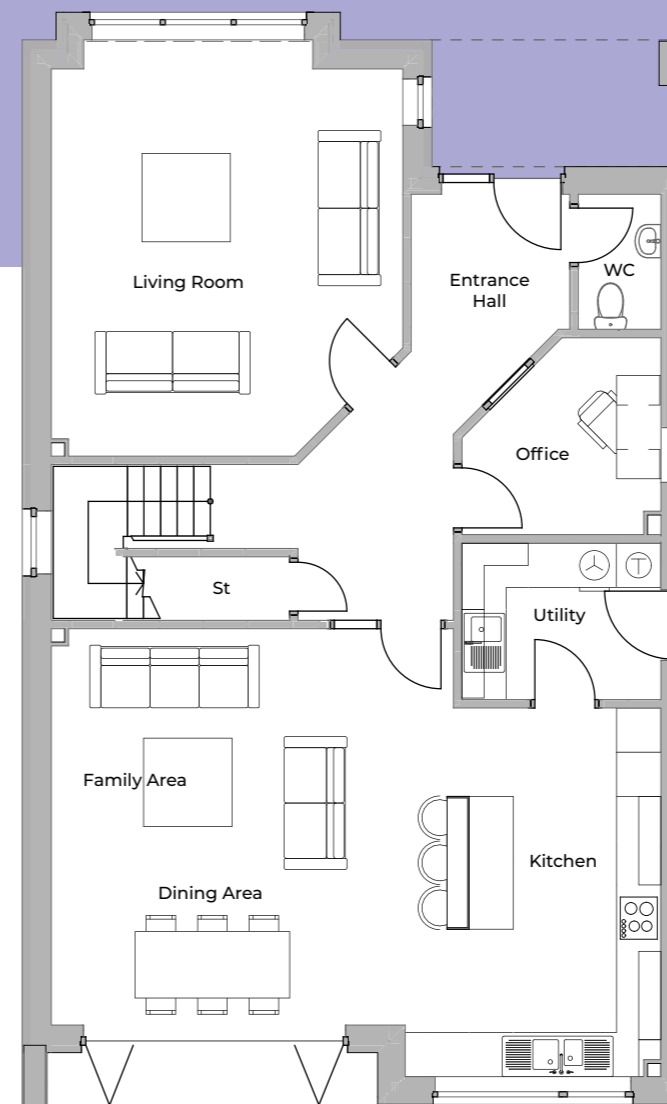 Living Room
Entrance
Hall
WC
Office
St
Utility
Family Area
Dining Area
Kitchen
T